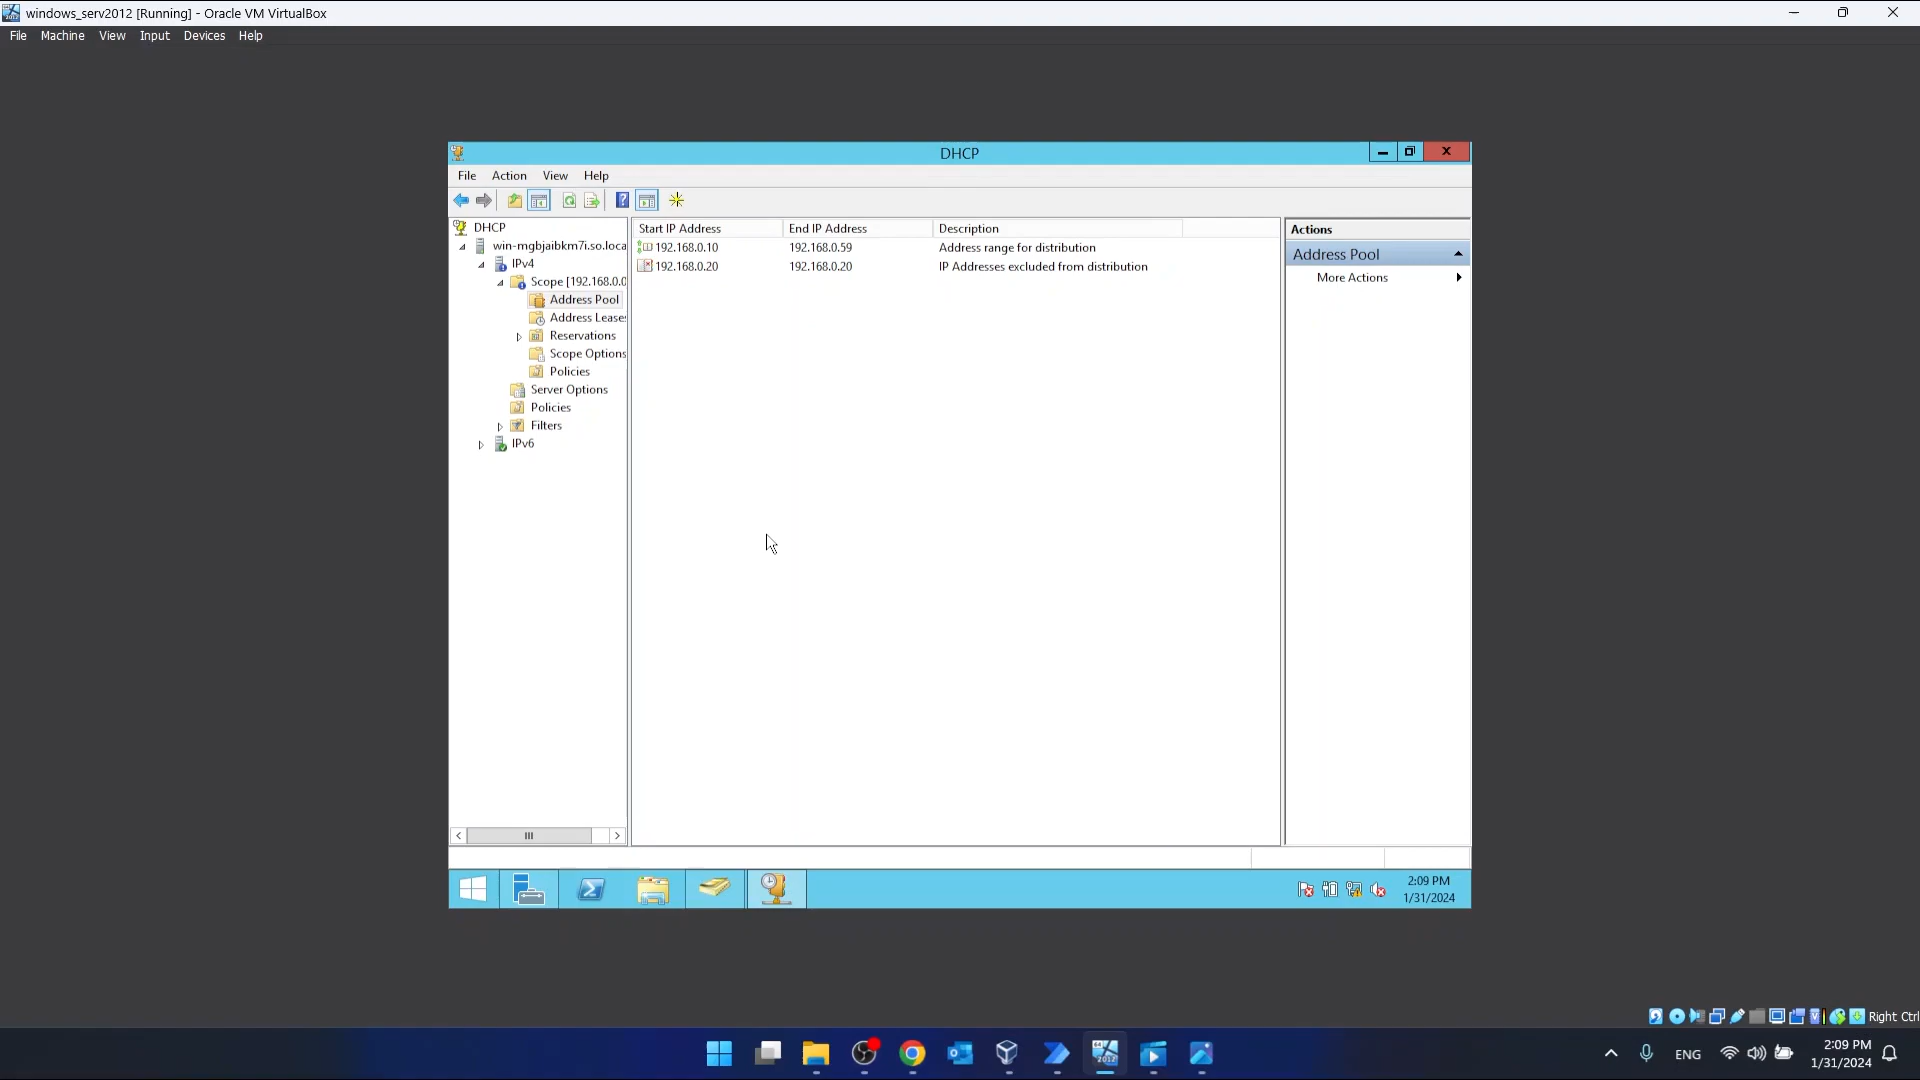 windows_serv2012 [Running] - Oracle VM VirtualBox
File Machine View Input Devices Help
DHCP
File Action View Help
DHCP
win-mgbjaibkm7i.so.loca
IPv4
Scope [192.168.0.0
Address Pool
Address Lease
Reservations
Scope Options
Policies
Server Options
Policies
Filters
IPv6
Start IP Address End IP Address Description
192.168.0.10 192.168.0.59 Address range for distribution
192.168.0.20 192.168.0.20 IP Addresses excluded from distribution
Actions
Address Pool
More Actions
2:09 PM
1/31/2024
Right Ctrl
2012
ENG
2:09 PM
1/31/2024